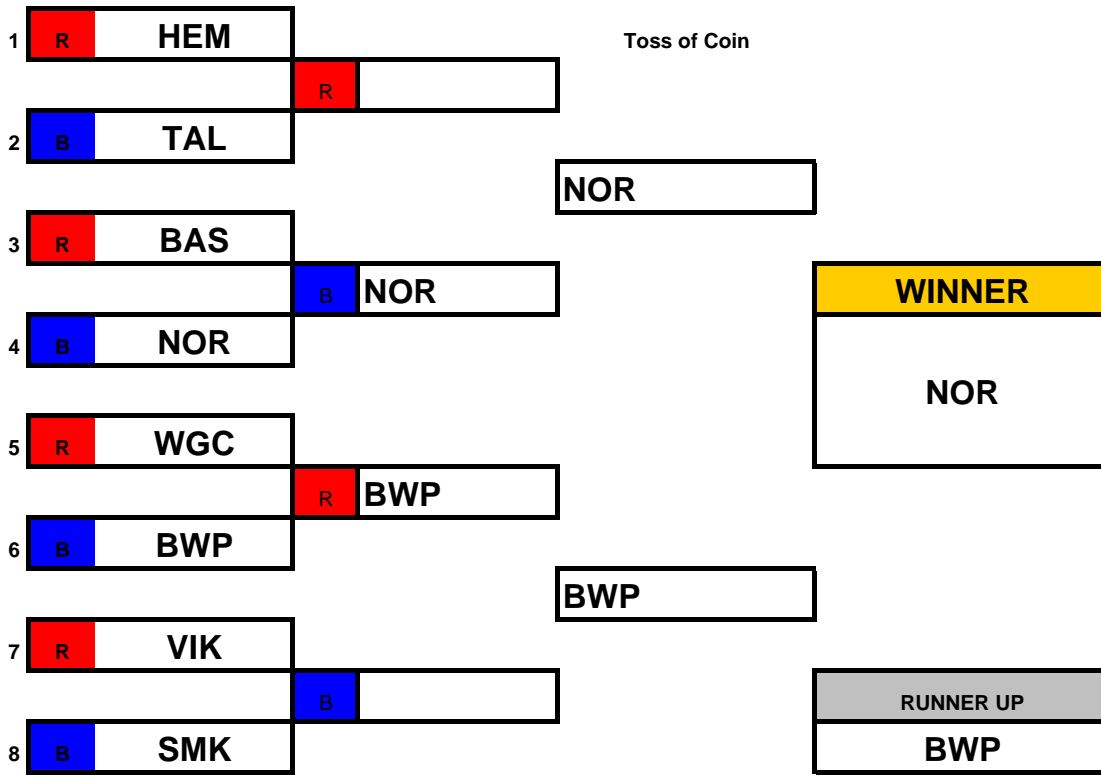 1 R HEM Toss of Coin
R
2 B TAL
NOR
3 R BAS
B NOR WINNER
4 B NOR
NOR
5 R WGC
R BWP
6 B BWP
BWP
7 R VIK
B RUNNER UP
8 B SMK BWP